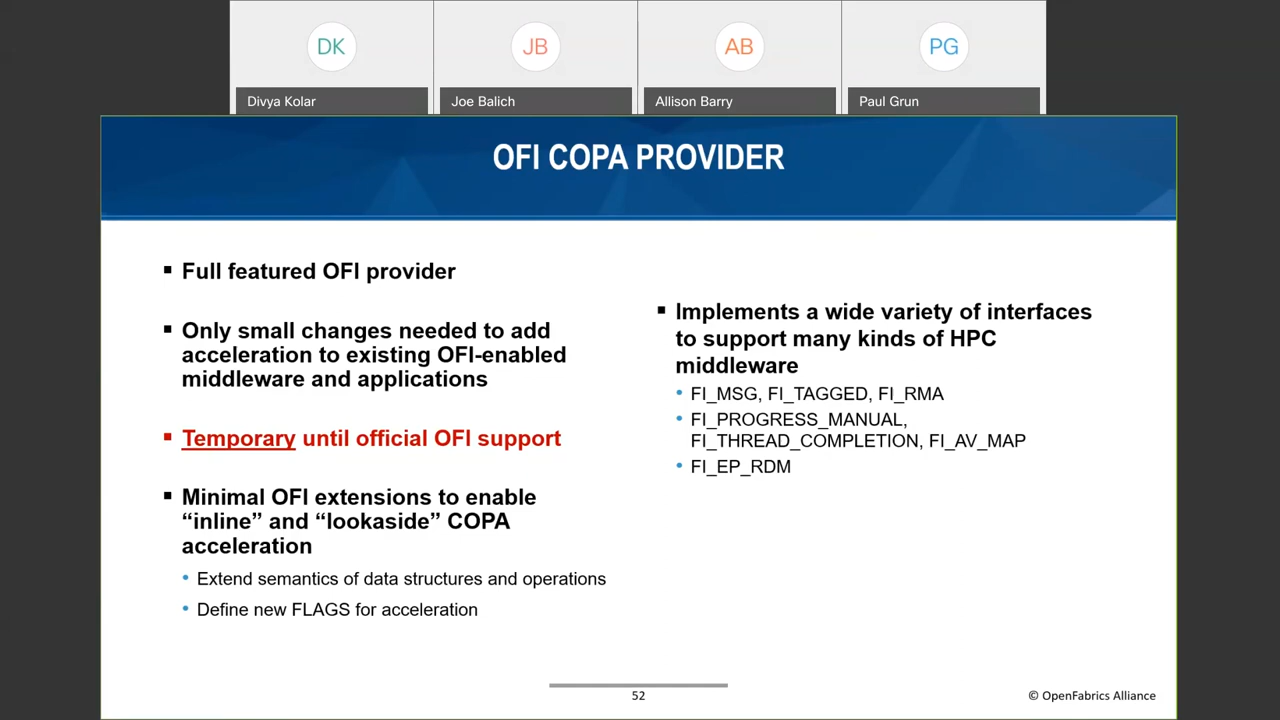 DK
JB
AB
PG
Divya Kolar
Joe Balich
Allison Barry
Paul Grun
OFI COPA PROVIDER
Full featured OFI provider
Only small changes needed to add
acceleration to existing OFI-enabled
middleware and applications
Temporary until official OFI support
Minimal OFI extensions to enable
“inline” and “lookaside” COPA
acceleration
Extend semantics of data structures and operations
Define new FLAGS for acceleration
Implements a wide variety of interfaces
to support many kinds of HPC
middleware
FI_MSG, FI_TAGGED, FI_RMA
FI_PROGRESS_MANUAL,
FI_THREAD_COMPLETION, FI_AV_MAP
FI_EP_RDM
52
© OpenFabrics Alliance